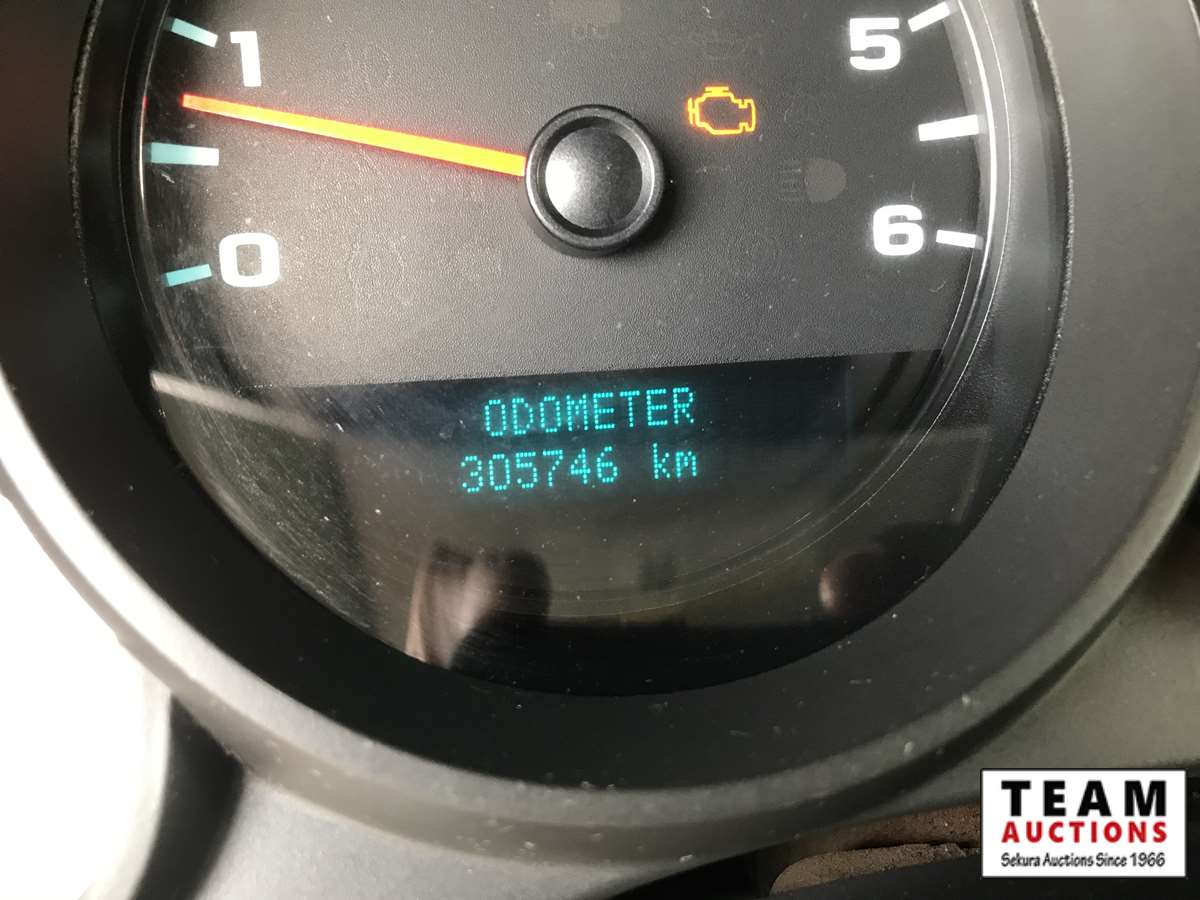 1
5
0
6
ODOMETER
305746 km
TEAM
AUCTIONS
Sekura Auctions Since 1966